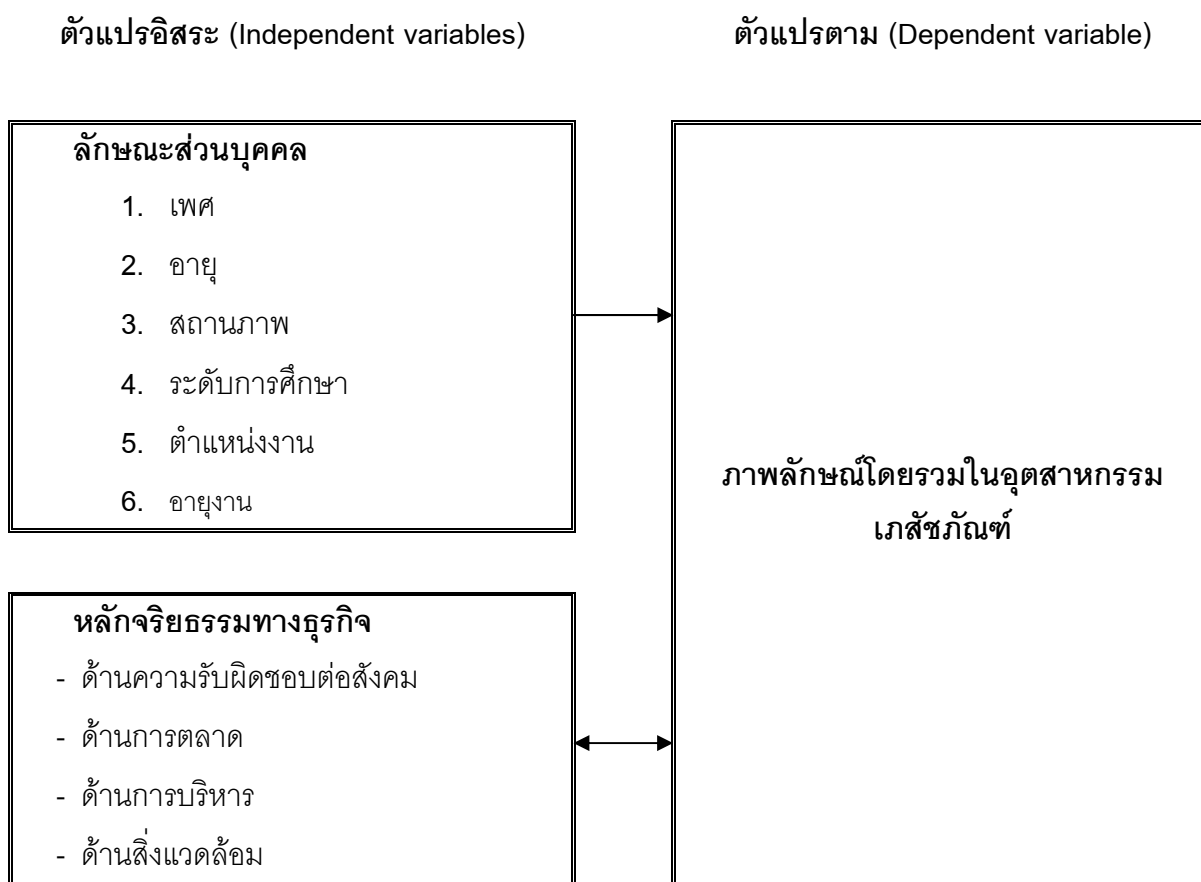 ตัวแปรอิสระ (Independent variables)
ตัวแปรตาม (Dependent variable)
ลักษณะส่วนบุคคล
1. เพศ
2. อายุ
3. สถานภาพ
4. ระดับการศึกษา
5. ตำแหน่งงาน
6. อายุงาน
หลักจริยธรรมทางธุรกิจ
- ด้านความรับผิดชอบต่อสังคม
- ด้านการตลาด
- ด้านการบริหาร
- ด้านสิ่งแวดล้อม
ภาพลักษณ์โดยรวมในอุตสาหกรรม
เภสัชภัณฑ์